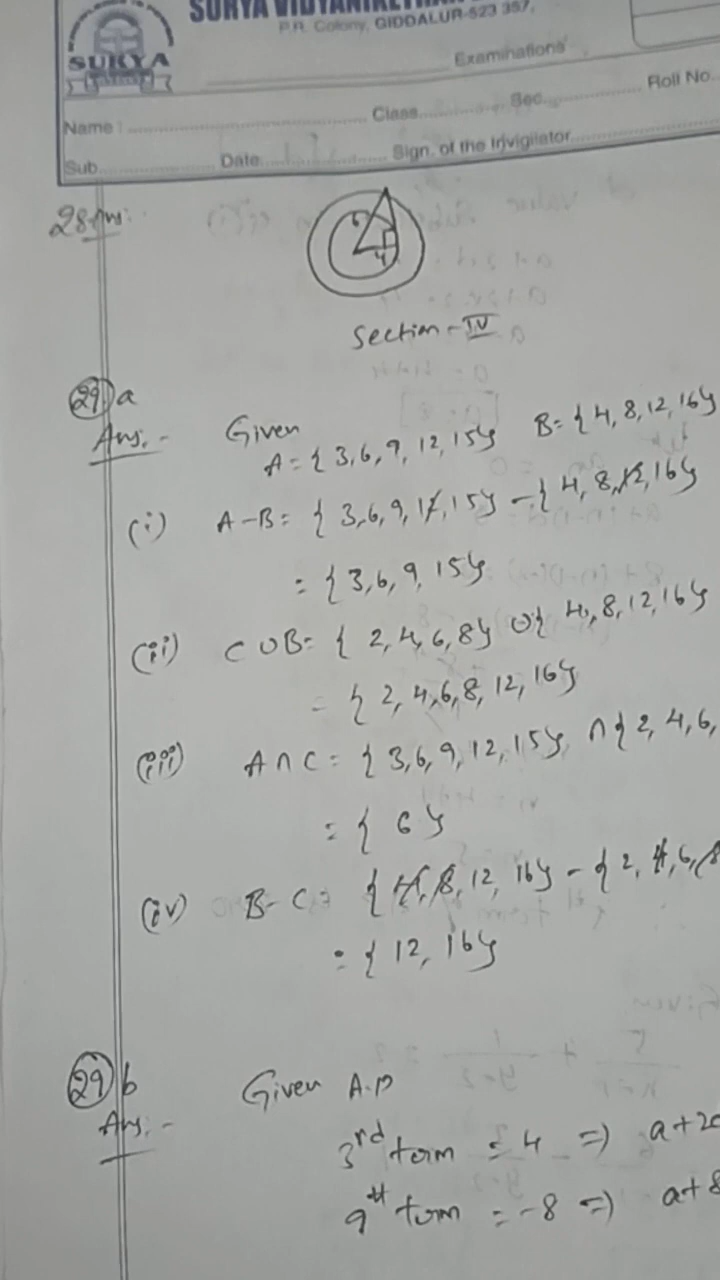 SURYA
P.R. Colony, GIDDALUR-523 357,
Examinations
Name : Class Sec. Roll No.
Sub. Date Sign. of the Invigilator
28 Ans:
6
4
Section - IV
29 a
Ans:- Given
A = { 3, 6, 9, 12, 15} B = { 4, 8, 12, 16}
(i) A - B = { 3, 6, 9, 12, 15} - { 4, 8, 12, 16}
= { 3, 6, 9, 15}
(ii) C ∪ B = { 2, 4, 6, 8} ∪ { 4, 8, 12, 16}
= { 2, 4, 6, 8, 12, 16}
(iii) A ∩ C = { 3, 6, 9, 12, 15} ∩ { 2, 4, 6,
= { 6}
(iv) B - C = { 4, 8, 12, 16} - { 2, 4, 6, 8
= { 12, 16}
29 b Given A.P
Ans:-
3rd term = 4 => a + 2
9th term = -8 => a + 8